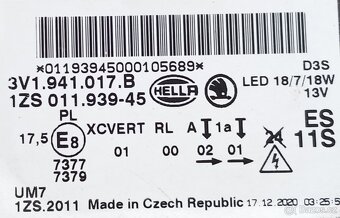 *01193945000105689*
D3S
3V1.941.017.B
1ZS 011.939-45
HELLA
LED 18/7/18W
13V
PL
17,5 E8 XCVERT RL A 1a 24 ES
01 00 02 01 11S
7377
7379
UM7
1ZS.2011 Made in Czech Republic 17.12.2020 03:25:5